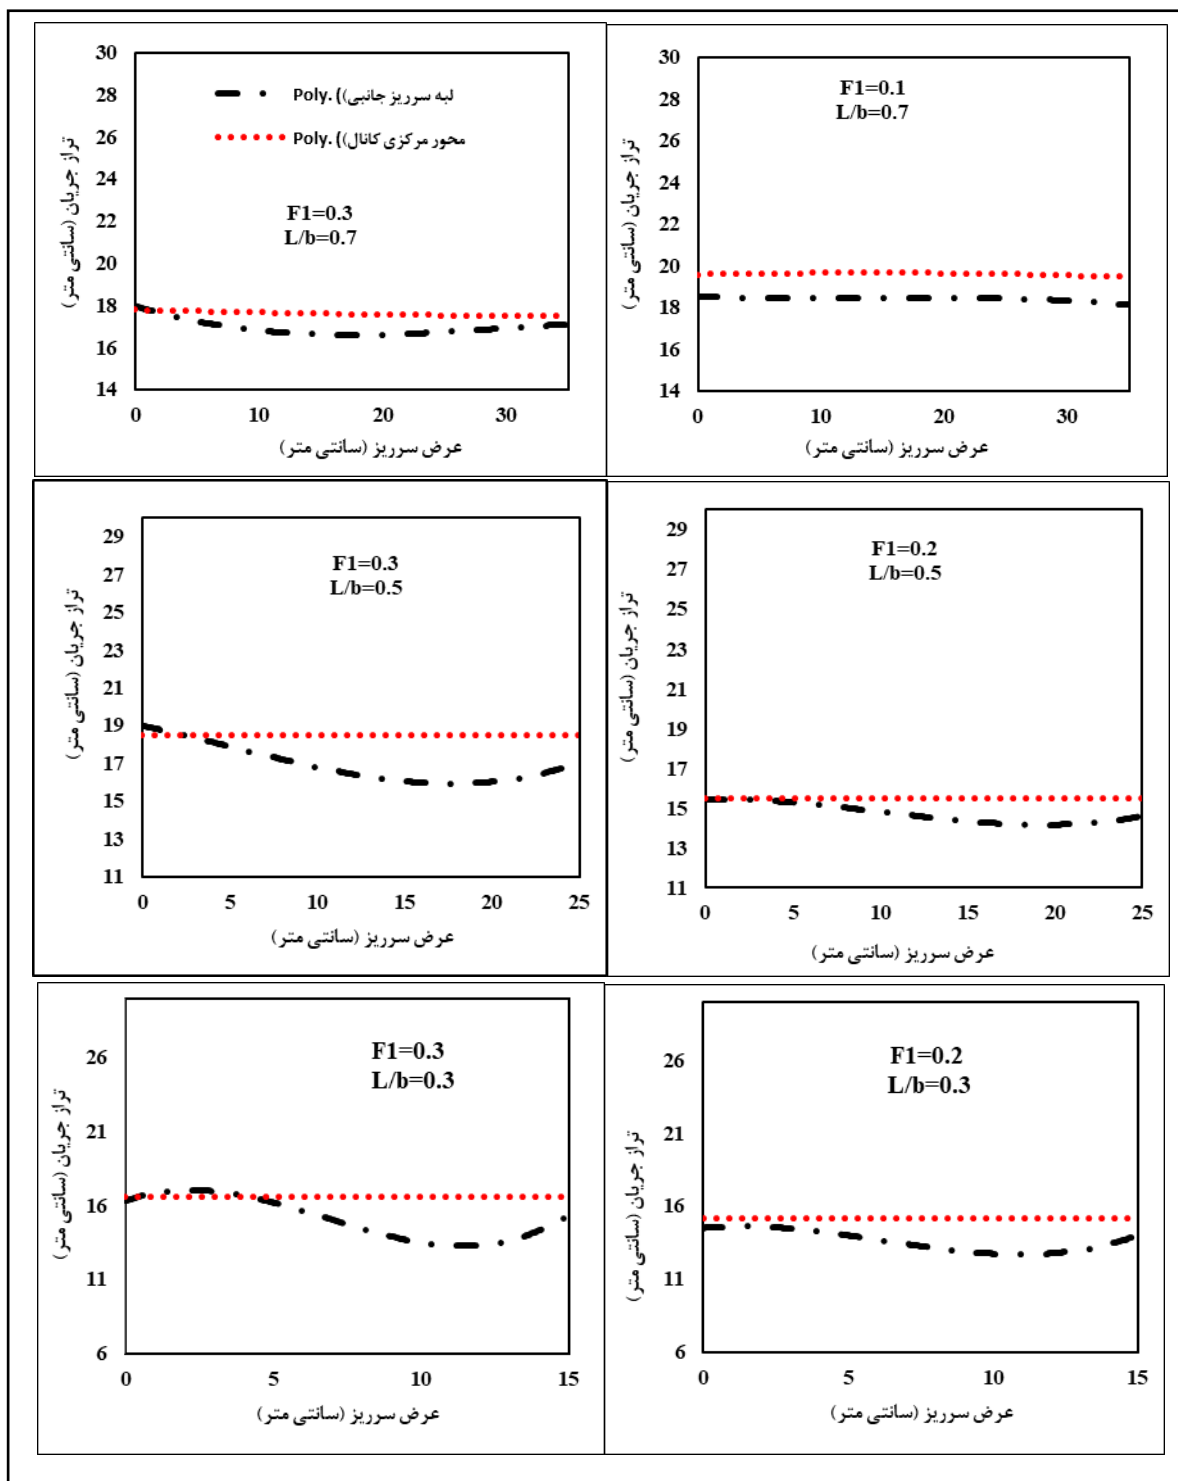 30
28
26
24
22
20
18
16
14
تراز جریان (سانتی متر)
Poly. (لبه سرریز جانبی)
Poly. (محور مرکزی کانال)
F1=0.3
L/b=0.7
0 10 20 30
عرض سرریز (سانتی متر)
30
28
26
24
22
20
18
16
14
تراز جریان (سانتی متر)
F1=0.1
L/b=0.7
0 10 20 30
عرض سرریز (سانتی متر)
29
27
25
23
21
19
17
15
13
11
تراز جریان (سانتی متر)
F1=0.3
L/b=0.5
0 5 10 15 20 25
عرض سرریز (سانتی متر)
29
27
25
23
21
19
17
15
13
11
تراز جریان (سانتی متر)
F1=0.2
L/b=0.5
0 5 10 15 20 25
عرض سرریز (سانتی متر)
26
21
16
11
6
تراز جریان (سانتی متر)
F1=0.3
L/b=0.3
0 5 10 15
عرض سرریز (سانتی متر)
26
21
16
11
6
تراز جریان (سانتی متر)
F1=0.2
L/b=0.3
0 5 10 15
عرض سرریز (سانتی متر)